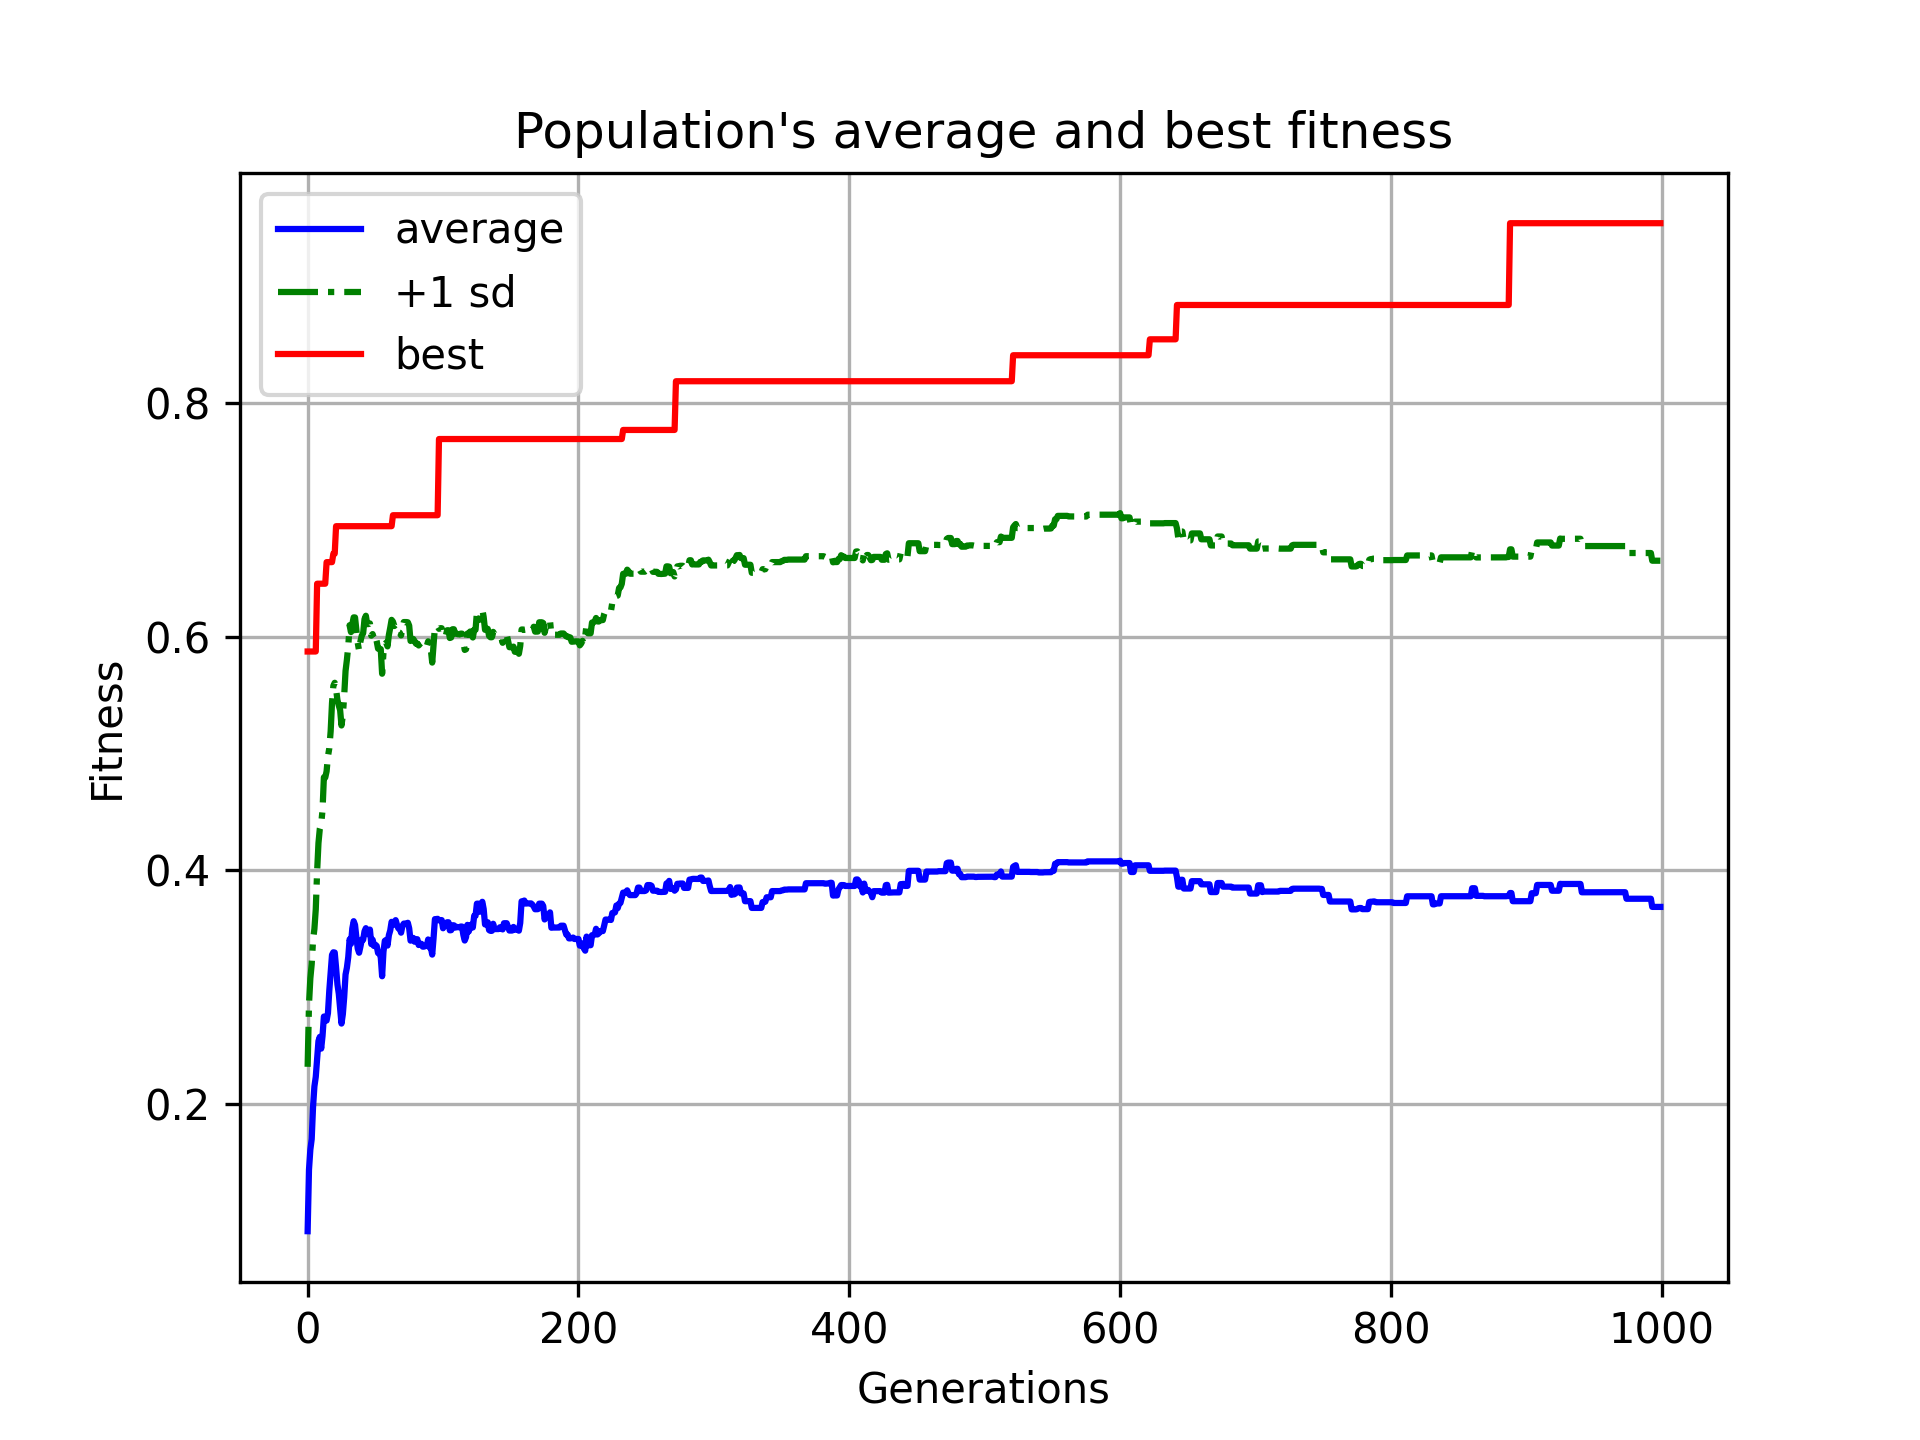 Population's average and best fitness
average
+1 sd
best
0.8
0.6
0.4
0.2
Fitness
0 200 400 600 800 1000
Generations